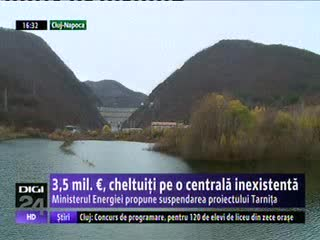 16:32
Cluj-Napoca
3,5 mil. €, cheltuiți pe o centrală inexistentă
Ministerul Energiei propune suspendarea proiectului Tarnița
DIGI
24
HD
Știri
Cluj: Concurs de programare, pentru 120 de elevi de liceu din zece orașe